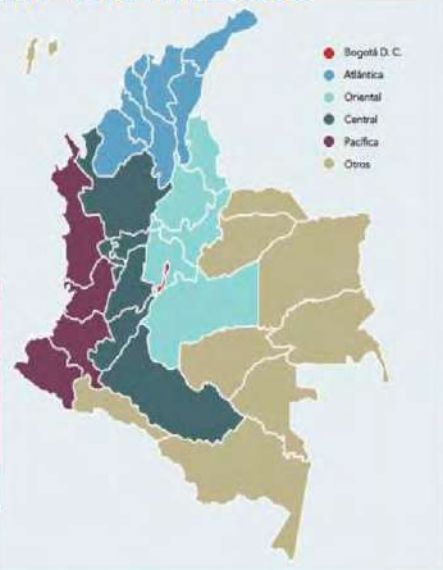 Bogotá D. C.
Atlántica
Oriental
Central
Pacífica
Otros